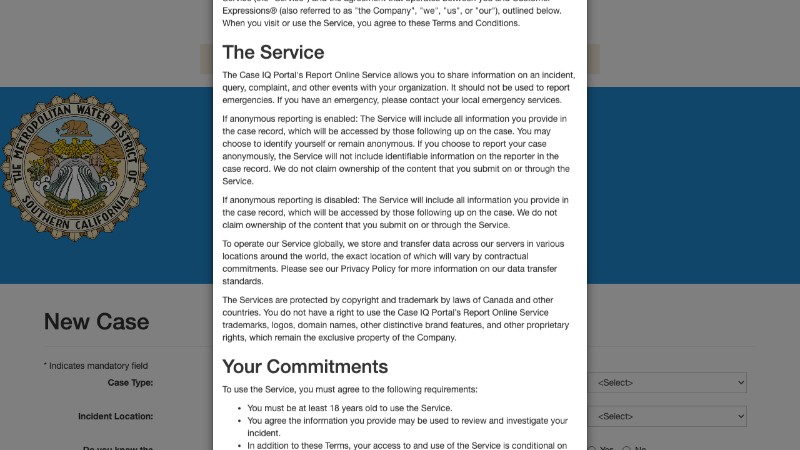 Expressions® (also referred to as "the Company", "we", "us", or "our"), outlined below.
When you visit or use the Service, you agree to these Terms and Conditions.
The Service
The Case IQ Portal's Report Online Service allows you to share information on an incident,
query, complaint, and other events with your organization. It should not be used to report
emergencies. If you have an emergency, please contact your local emergency services.
If anonymous reporting is enabled: The Service will include all information you provide in
the case record, which will be accessed by those following up on the case. You may
choose to identify yourself or remain anonymous. If you choose to report your case
anonymously, the Service will not include identifiable information on the reporter in the
case record. We do not claim ownership of the content that you submit on or through the
Service.
If anonymous reporting is disabled: The Service will include all information you provide in
the case record, which will be accessed by those following up on the case. We do not
claim ownership of the content that you submit on or through the Service.
To operate our Service globally, we store and transfer data across our servers in various
locations around the world, the exact location of which will vary by contractual
commitments. Please see our Privacy Policy for more information on our data transfer
standards.
The Services are protected by copyright and trademark by laws of Canada and other
countries. You do not have a right to use the Case IQ Portal's Report Online Service
trademarks, logos, domain names, other distinctive brand features, and other proprietary
rights, which remain the exclusive property of the Company.
Your Commitments
To use the Service, you must agree to the following requirements:
• You must be at least 18 years old to use the Service.
• You agree the information you provide may be used to review and investigate your
incident.
• In addition to these Terms, your access to and use of the Service is conditional on
THE METROPOLITAN WATER DISTRICT OF
SOUTHERN CALIFORNIA
New Case
* Indicates mandatory field
Case Type:
<Select>
Incident Location:
<Select>
Do you know the
Yes
No